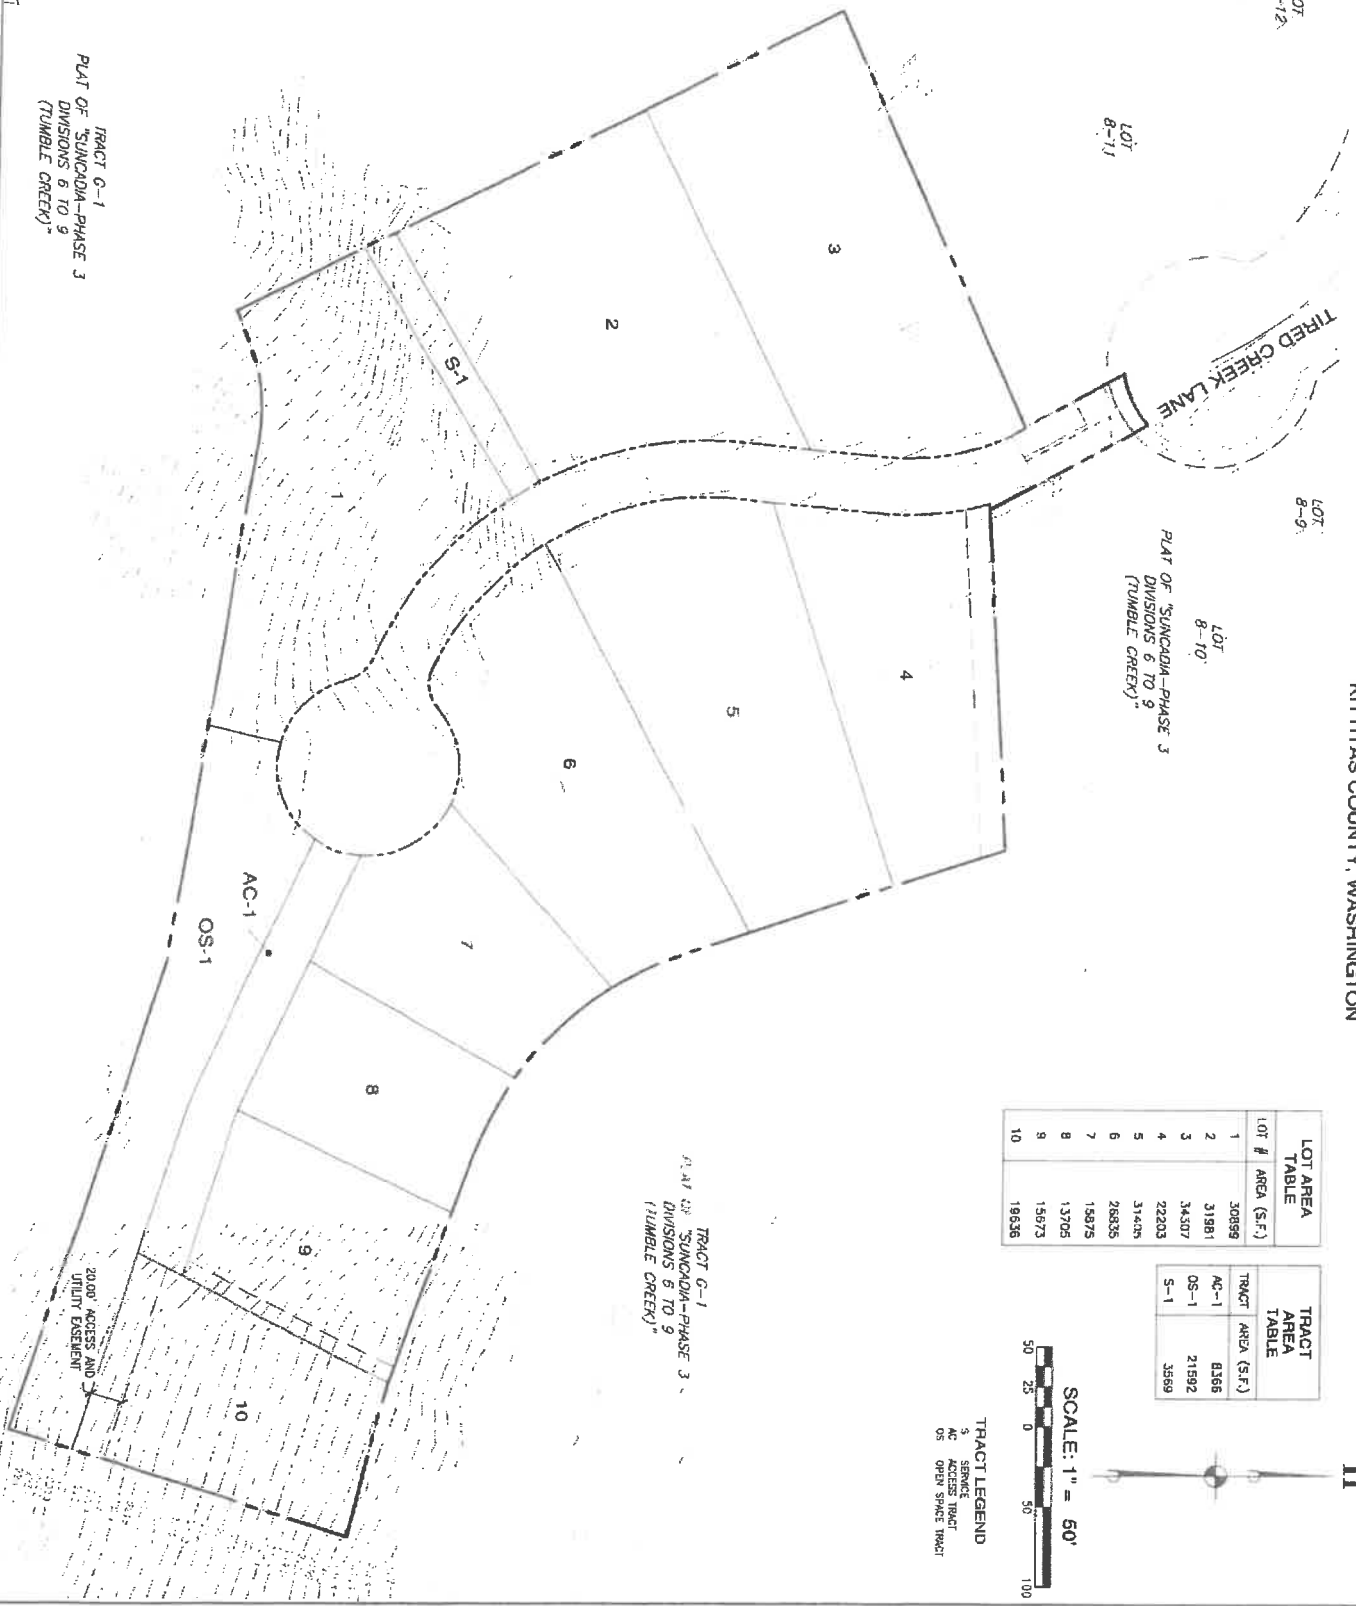 KITTITAS COUNTY, WASHINGTON
LOT
8-11
LOT
8-9
LOT
8-10
TIRED CREEK LANE
PLAT OF "SUNCADIA-PHASE 3
DIVISIONS 6 TO 9
(TUMBLE CREEK)"
LOT AREA
TABLE
LOT # AREA (S.F.)
1 30899
2 31981
3 34307
4 22203
5 31405
6 26835
7 15875
8 13705
9 15673
10 19636
TRACT
AREA
TABLE
TRACT AREA (S.F.)
AC-1 8366
OS-1 21592
S-1 3569
SCALE: 1" = 50'
50 25 0 50 100
TRACT LEGEND
S SERVICE
AC ACCESS TRACT
OS OPEN SPACE TRACT
3
2
S-1
1
4
5
6
7
8
9
10
AC-1
OS-1
20.00' ACCESS AND
UTILITY EASEMENT
TRACT G-1
PLAT OF "SUNCADIA-PHASE 3
DIVISIONS 6 TO 9
(TUMBLE CREEK)"
TRACT G-1
PLAT OF "SUNCADIA-PHASE 3
DIVISIONS 6 TO 9
(TUMBLE CREEK)"